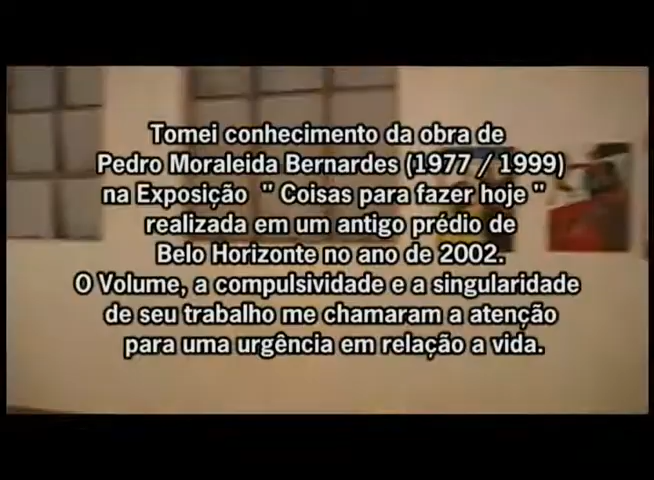 Tomei conhecimento da obra de
Pedro Moraleida Bernardes (1977 / 1999)
na Exposição " Coisas para fazer hoje "
realizada em um antigo prédio de
Belo Horizonte no ano de 2002.
O Volume, a compulsividade e a singularidade
de seu trabalho me chamaram a atenção
para uma urgência em relação a vida.